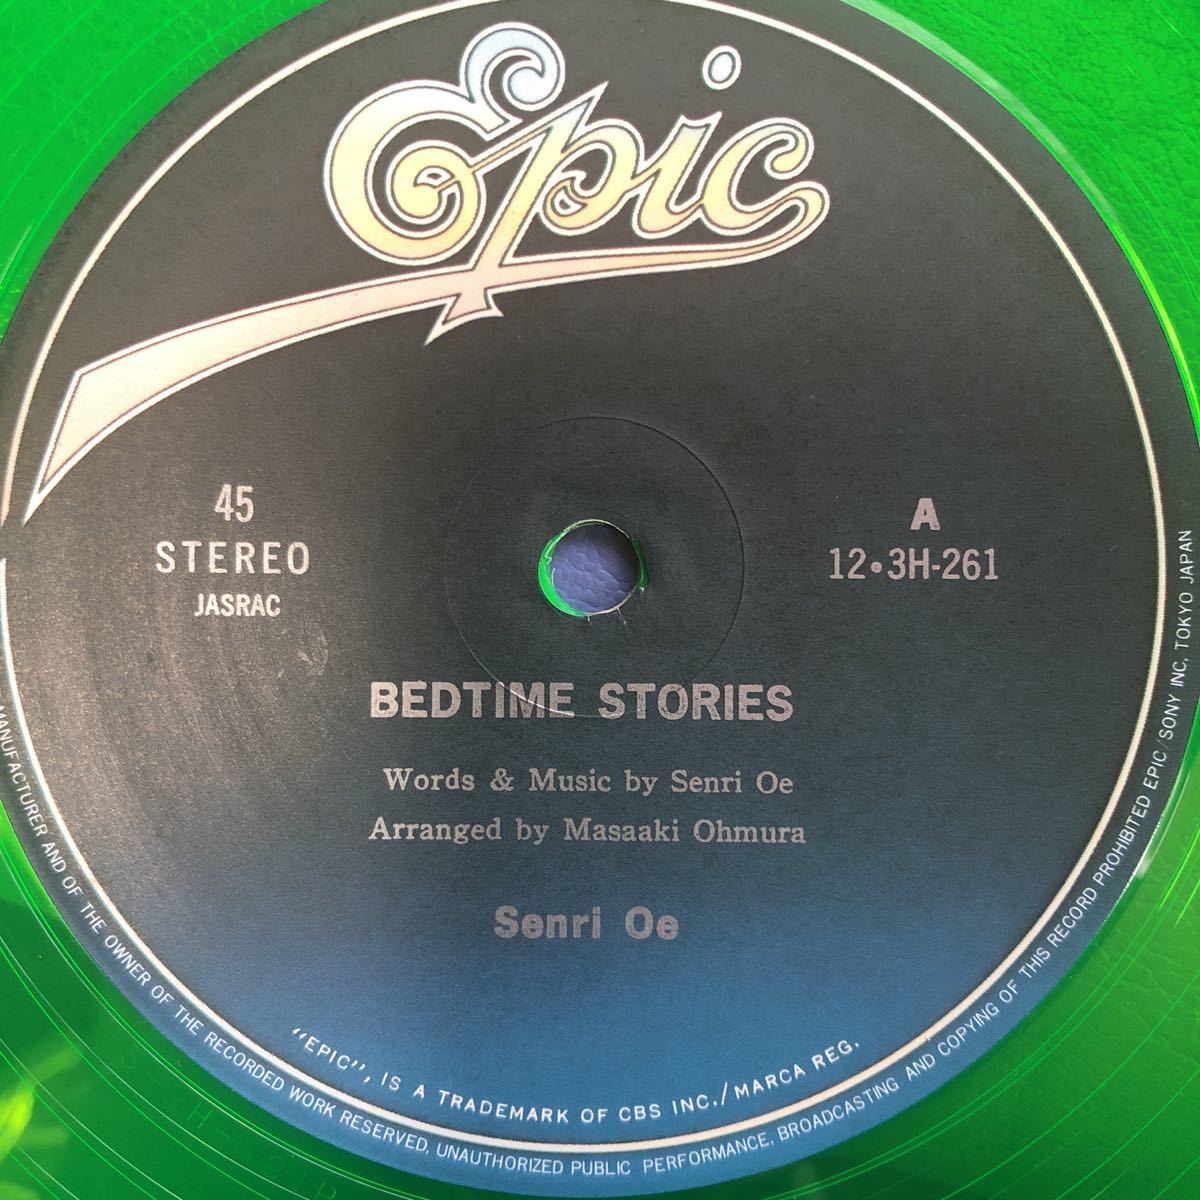 Epic
45
STEREO
JASRAC
A
12•3H-261
BEDTIME STORIES
Words & Music by Senri Oe
Arranged by Masaaki Ohmura
Senri Oe
"EPIC", IS A TRADEMARK OF CBS INC./MARCA REG.
MANUFACTURER AND OF THE OWNER OF THE RECORDED WORK RESERVED, UNAUTHORIZED PUBLIC PERFORMANCE, BROADCASTING AND COPYING OF THIS RECORD PROHIBITED EPIC/SONY INC, TOKYO JAPAN